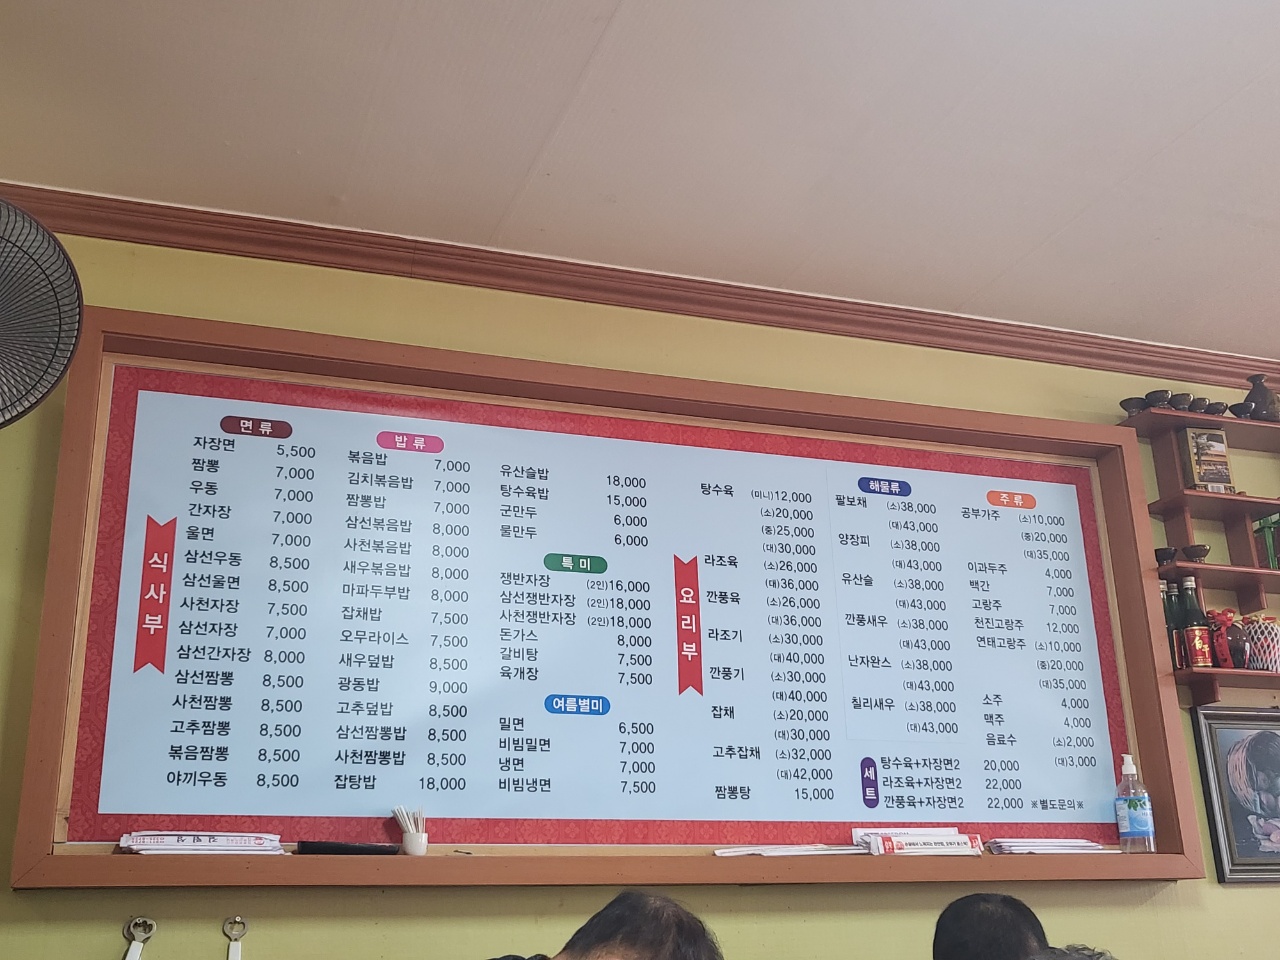 식사부
면 류
자장면 5,500
짬뽕 7,000
우동 7,000
간자장 7,000
울면 7,000
삼선우동 8,500
삼선울면 8,500
사천자장 7,500
삼선자장 7,000
삼선간자장 8,000
삼선짬뽕 8,500
사천짬뽕 8,500
고추짬뽕 8,500
볶음짬뽕 8,500
야끼우동 8,500
밥 류
볶음밥 7,000
김치볶음밥 7,000
짬뽕밥 7,000
삼선볶음밥 8,000
사천볶음밥 8,000
새우볶음밥 8,000
마파두부밥 8,000
잡채밥 7,500
오무라이스 7,500
새우덮밥 8,500
광동밥 9,000
고추덮밥 8,500
삼선짬뽕밥 8,500
사천짬뽕밥 8,500
잡탕밥 18,000
유산슬밥 18,000
탕수육밥 15,000
군만두 6,000
물만두 6,000
특 미
쟁반자장 (2인)16,000
삼선쟁반자장 (2인)18,000
사천쟁반자장 (2인)18,000
돈가스 8,000
갈비탕 7,500
육개장 7,500
여름별미
밀면 6,500
비빔밀면 7,000
냉면 7,000
비빔냉면 7,500
요리부
탕수육 (미니)12,000
(소)20,000
(중)25,000
(대)30,000
라조육 (소)26,000
(대)36,000
깐풍육 (소)26,000
(대)36,000
라조기 (소)30,000
(대)40,000
깐풍기 (소)30,000
(대)40,000
잡채 (소)20,000
(대)30,000
고추잡채 (소)32,000
(대)42,000
짬뽕탕 15,000
해물류
팔보채 (소)38,000
(대)43,000
양장피 (소)38,000
(대)43,000
유산슬 (소)38,000
(대)43,000
깐풍새우 (소)38,000
(대)43,000
난자완스 (소)38,000
(대)43,000
칠리새우 (소)38,000
(대)43,000
주 류
공부가주 (소)10,000
(중)20,000
(대)35,000
이과두주 4,000
백간 7,000
고량주 7,000
천진고량주 12,000
연태고량주 (소)10,000
(중)20,000
(대)35,000
소주 4,000
맥주 4,000
음료수 (소)2,000
(대)3,000
세트
탕수육+자장면2 20,000
라조육+자장면2 22,000
깐풍육+자장면2 22,000 ※별도문의※